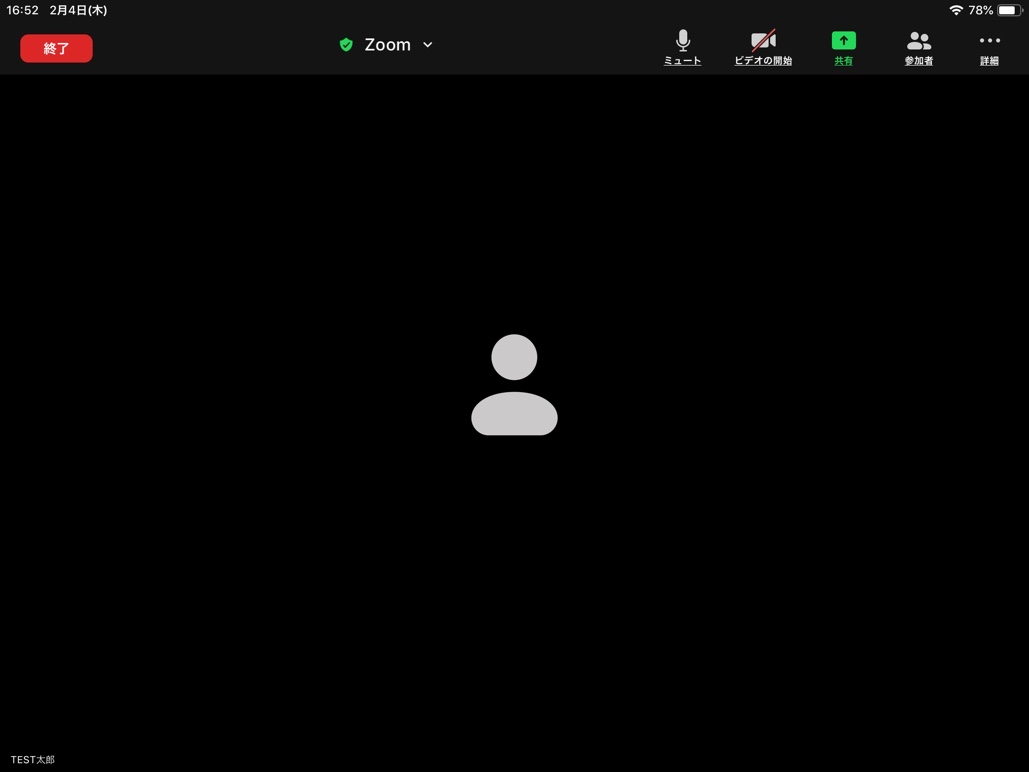 16:52 2月4日(木)
78%
終了
Zoom
ミュート
ビデオの開始
共有
参加者
詳細
TEST太郎